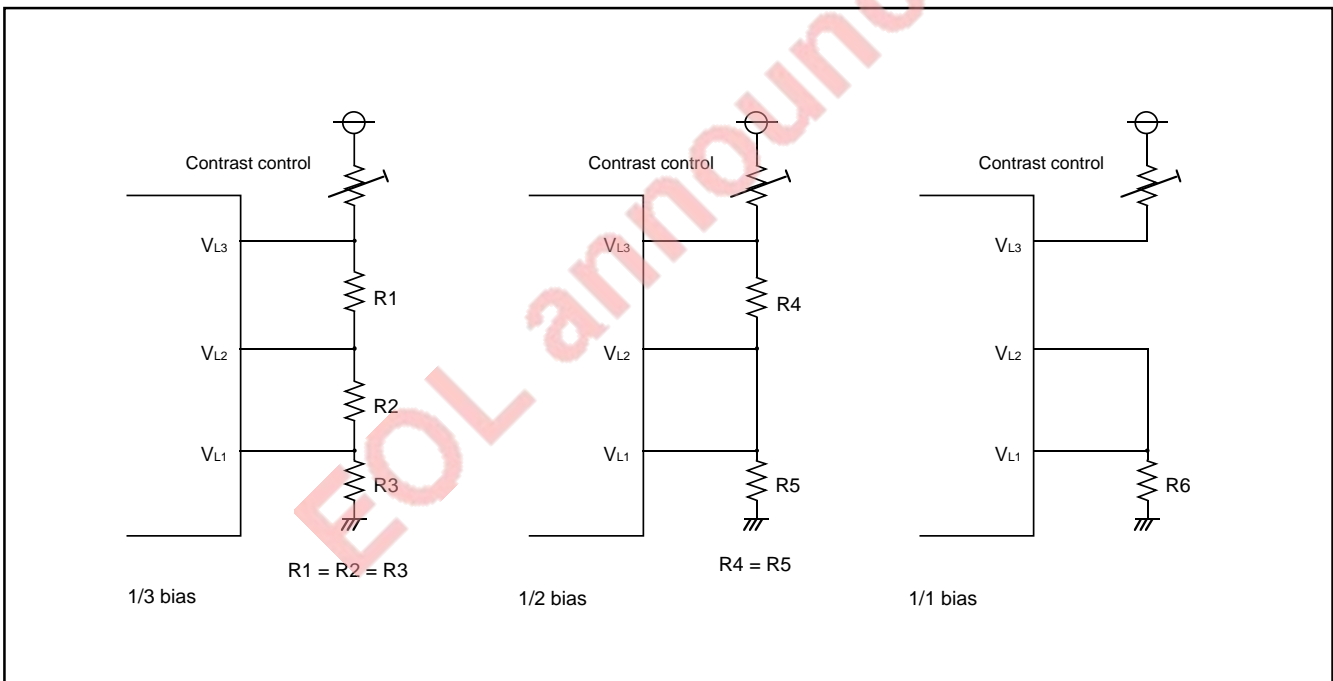 Contrast control
VL3
R1
VL2
R2
VL1
R3
R1 = R2 = R3
1/3 bias
Contrast control
VL3
R4
VL2
VL1
R5
R4 = R5
1/2 bias
Contrast control
VL3
VL2
VL1
R6
1/1 bias
EOL announc